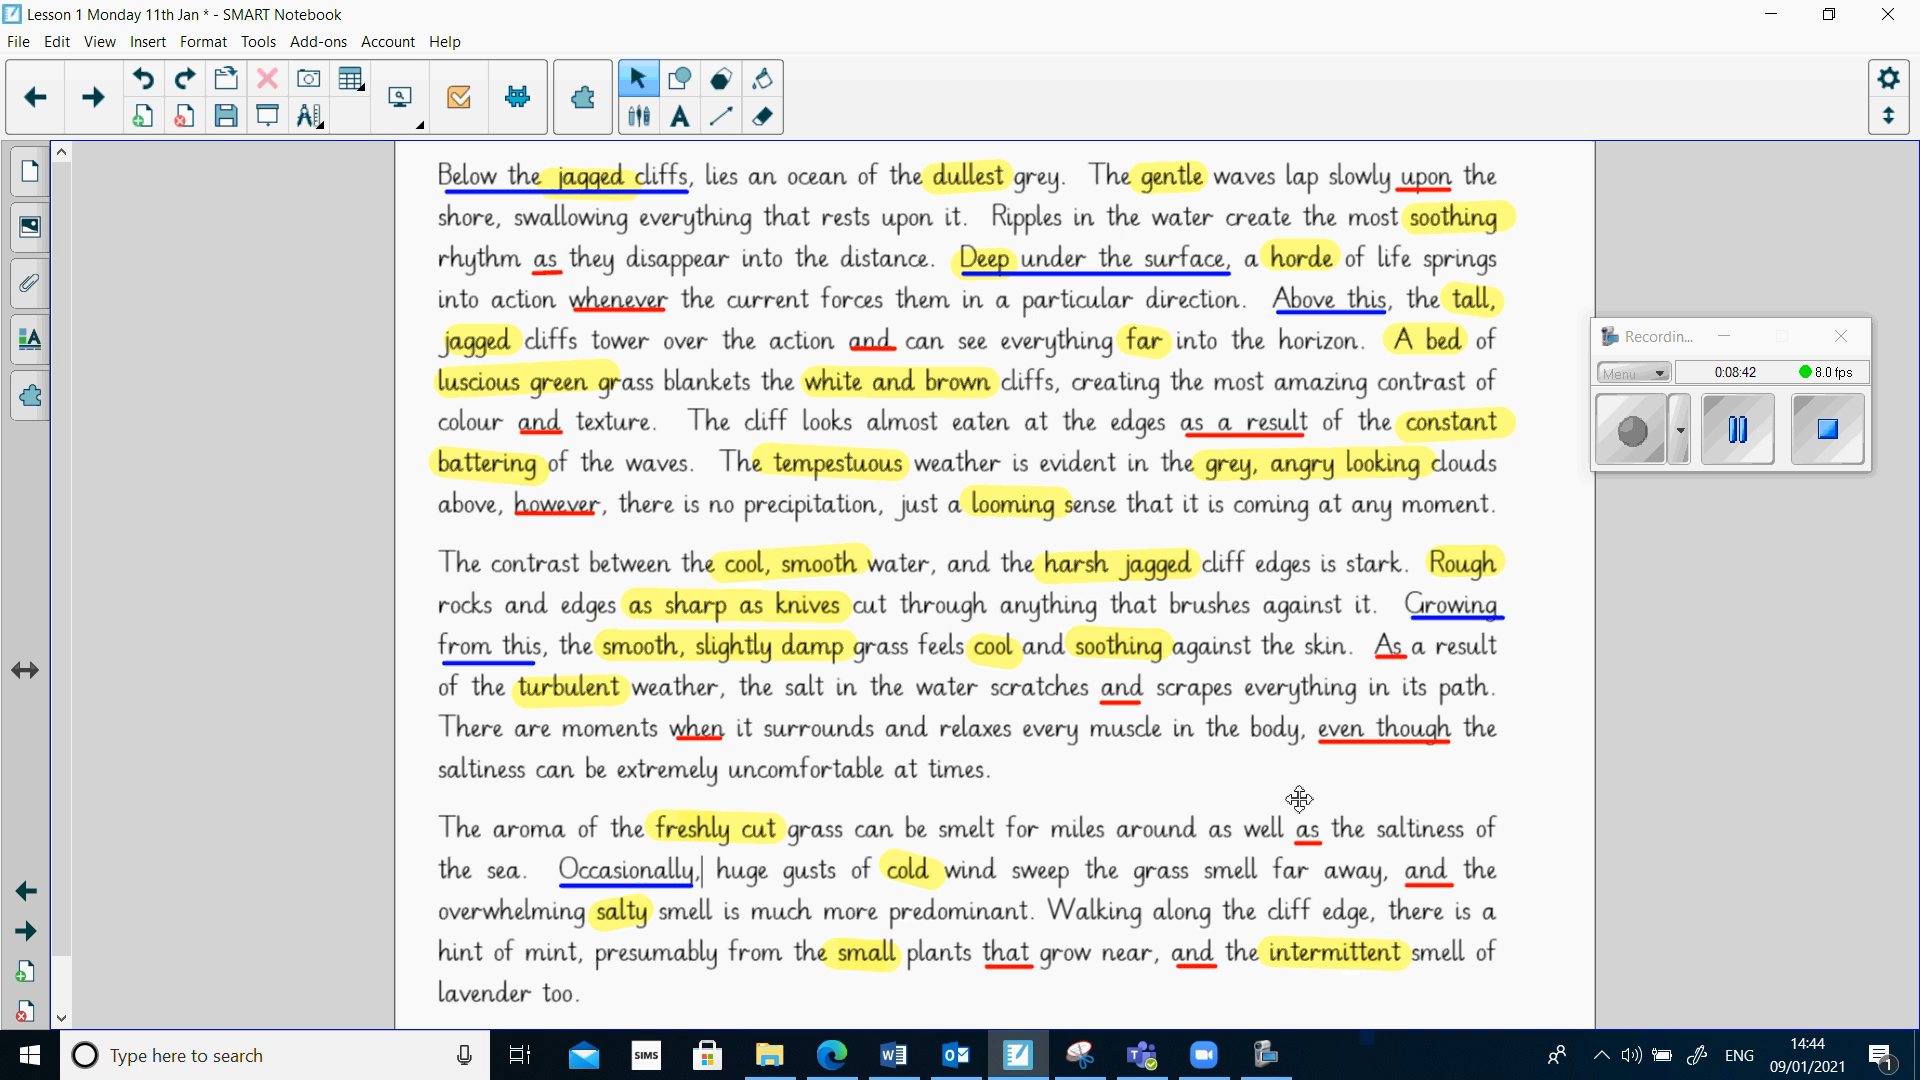 Lesson 1 Monday 11th Jan * - SMART Notebook
File Edit View Insert Format Tools Add-ons Account Help
Below the jagged cliffs, lies an ocean of the dullest grey. The gentle waves lap slowly upon the
shore, swallowing everything that rests upon it. Ripples in the water create the most soothing
rhythm as they disappear into the distance. Deep under the surface, a horde of life springs
into action whenever the current forces them in a particular direction. Above this, the tall,
jagged cliffs tower over the action and can see everything far into the horizon. A bed of
luscious green grass blankets the white and brown cliffs, creating the most amazing contrast of
colour and texture. The cliff looks almost eaten at the edges as a result of the constant
battering of the waves. The tempestuous weather is evident in the grey, angry looking clouds
above, however, there is no precipitation, just a looming sense that it is coming at any moment.
The contrast between the cool, smooth water, and the harsh jagged cliff edges is stark. Rough
rocks and edges as sharp as knives cut through anything that brushes against it. Growing
from this, the smooth, slightly damp grass feels cool and soothing against the skin. As a result
of the turbulent weather, the salt in the water scratches and scrapes everything in its path.
There are moments when it surrounds and relaxes every muscle in the body, even though the
saltiness can be extremely uncomfortable at times.
The aroma of the freshly cut grass can be smelt for miles around as well as the saltiness of
the sea. Occasionally, huge gusts of cold wind sweep the grass smell far away, and the
overwhelming salty smell is much more predominant. Walking along the cliff edge, there is a
hint of mint, presumably from the small plants that grow near, and the intermittent smell of
lavender too.
Recordin...
Menu 0:08:42 8.0 fps
Type here to search
SIMS
ENG
14:44
09/01/2021
1